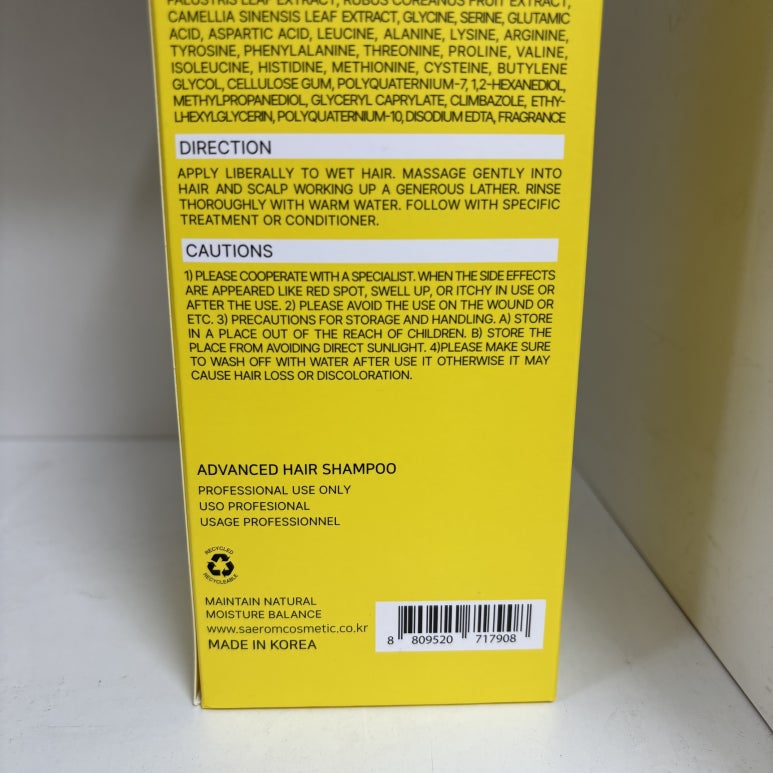 PALUSTRIS LEAF EXTRACT, RUBUS COREANUS FRUIT EXTRACT,
CAMELLIA SINENSIS LEAF EXTRACT, GLYCINE, SERINE, GLUTAMIC
ACID, ASPARTIC ACID, LEUCINE, ALANINE, LYSINE, ARGININE,
TYROSINE, PHENYLALANINE, THREONINE, PROLINE, VALINE,
ISOLEUCINE, HISTIDINE, METHIONINE, CYSTEINE, BUTYLENE
GLYCOL, CELLULOSE GUM, POLYQUATERNIUM-7, 1,2-HEXANEDIOL,
METHYLPROPANEDIOL, GLYCERYL CAPRYLATE, CLIMBAZOLE, ETHY-
LHEXYLGLYCERIN, POLYQUATERNIUM-10, DISODIUM EDTA, FRAGRANCE
DIRECTION
APPLY LIBERALLY TO WET HAIR. MASSAGE GENTLY INTO
HAIR AND SCALP WORKING UP A GENEROUS LATHER. RINSE
THOROUGHLY WITH WARM WATER. FOLLOW WITH SPECIFIC
TREATMENT OR CONDITIONER.
CAUTIONS
1) PLEASE COOPERATE WITH A SPECIALIST. WHEN THE SIDE EFFECTS
ARE APPEARED LIKE RED SPOT, SWELL UP, OR ITCHY IN USE OR
AFTER THE USE. 2) PLEASE AVOID THE USE ON THE WOUND OR
ETC. 3) PRECAUTIONS FOR STORAGE AND HANDLING. A) STORE
IN A PLACE OUT OF THE REACH OF CHILDREN. B) STORE THE
PLACE FROM AVOIDING DIRECT SUNLIGHT. 4)PLEASE MAKE SURE
TO WASH OFF WITH WATER AFTER USE IT OTHERWISE IT MAY
CAUSE HAIR LOSS OR DISCOLORATION.
ADVANCED HAIR SHAMPOO
PROFESSIONAL USE ONLY
USO PROFESIONAL
USAGE PROFESSIONNEL
RECYCLED
RECYCLEABLE
MAINTAIN NATURAL
MOISTURE BALANCE
www.saeromcosmetic.co.kr
MADE IN KOREA
8 809520 717908